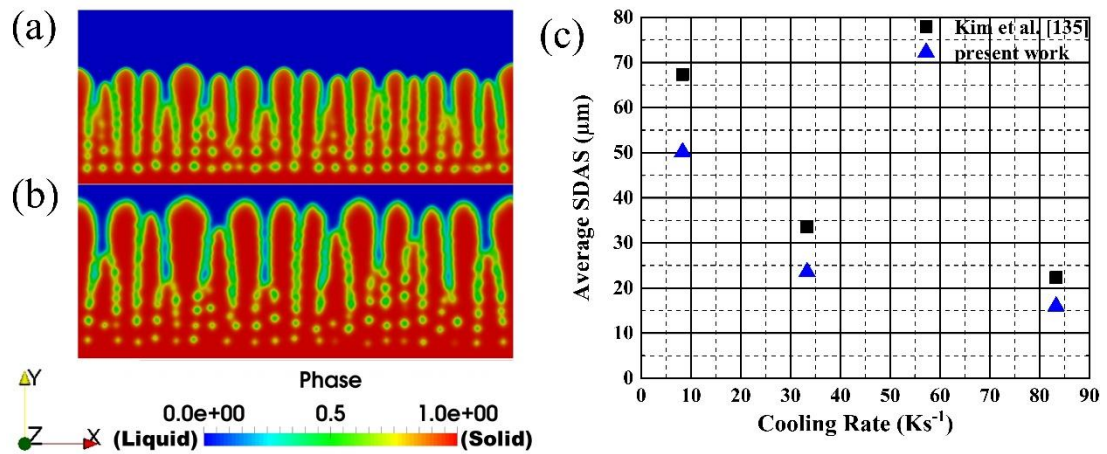 (a)
(b)
Phase
0.0e+00 0.5 1.0e+00
(Liquid) (Solid)
Y
Z X
(c)
Kim et al. [135]
present work
Average SDAS (μm)
80
70
60
50
40
30
20
10
0
0 10 20 30 40 50 60 70 80 90
Cooling Rate (Ks⁻¹)